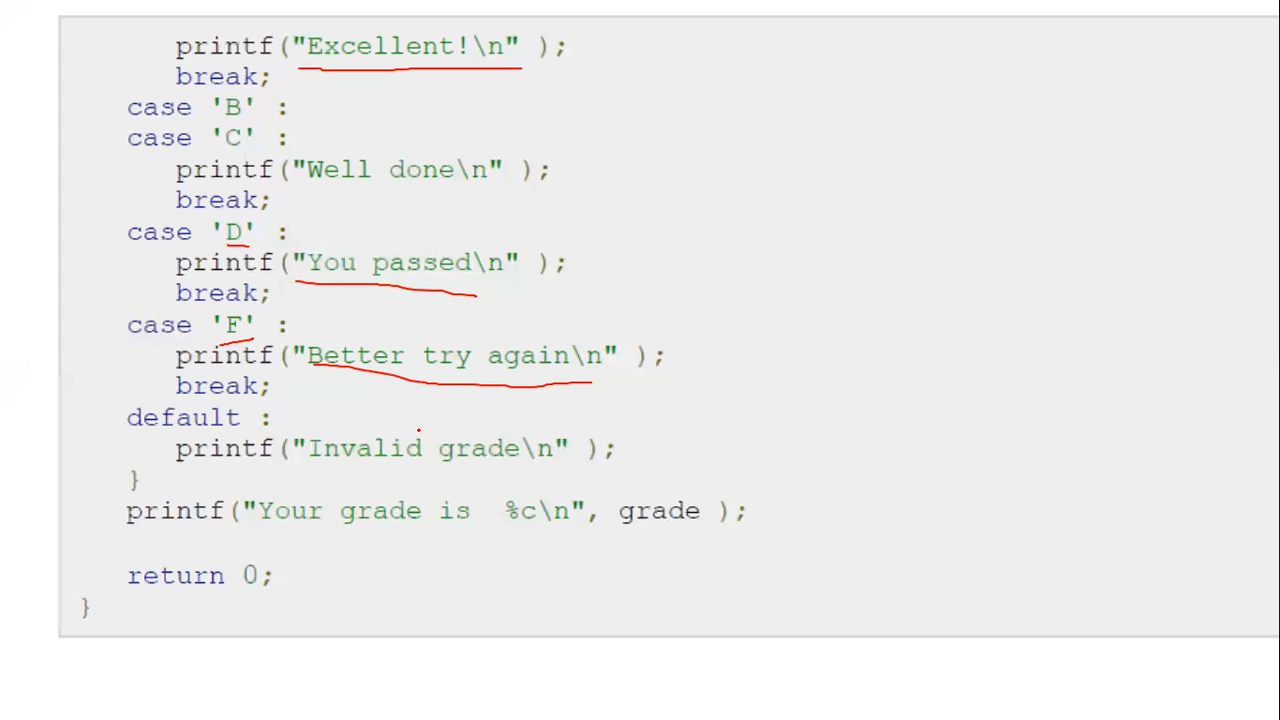 printf("Excellent!\n" );
break;
case 'B' :
case 'C' :
printf("Well done\n" );
break;
case 'D' :
printf("You passed\n" );
break;
case 'F' :
printf("Better try again\n" );
break;
default :
printf("Invalid grade\n" );
}
printf("Your grade is  %c\n", grade );
return 0;
}